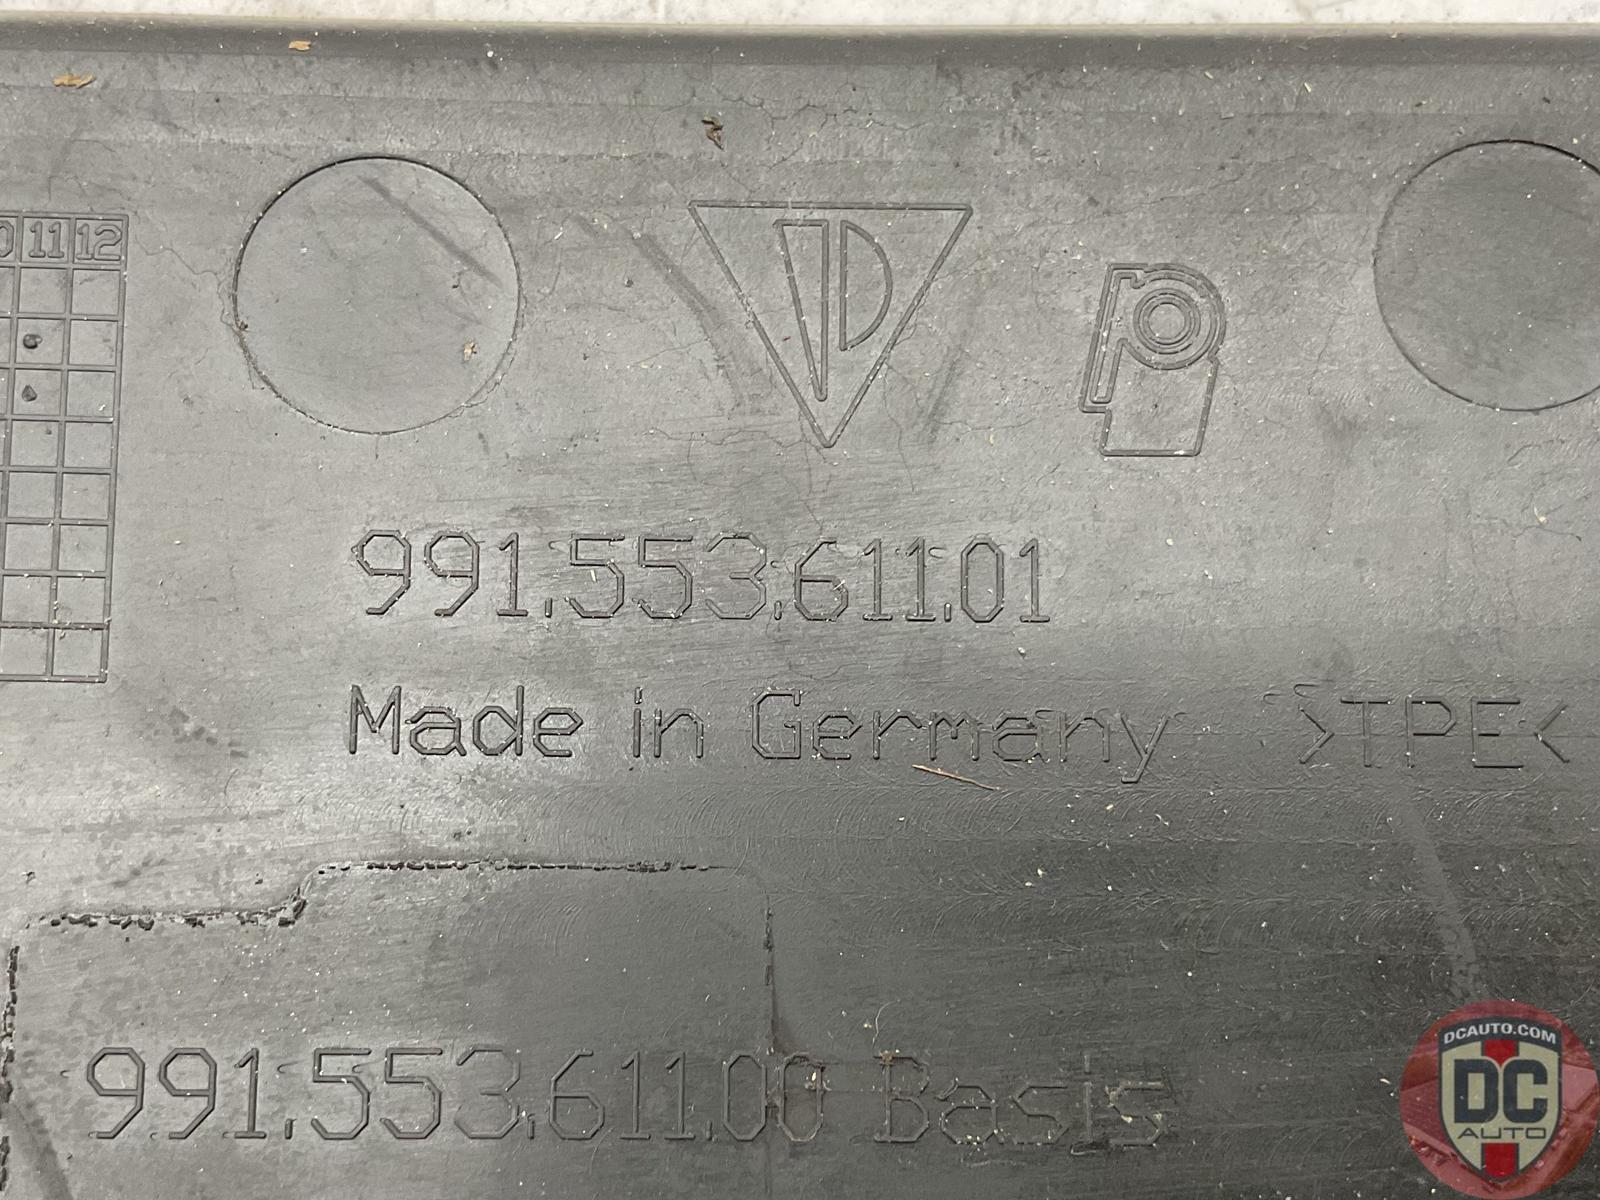 11 12
991.553.611.01
Made in Germany >TPE<
991.553.611.00 Basis
DCAUTO.COM
DC
AUTO